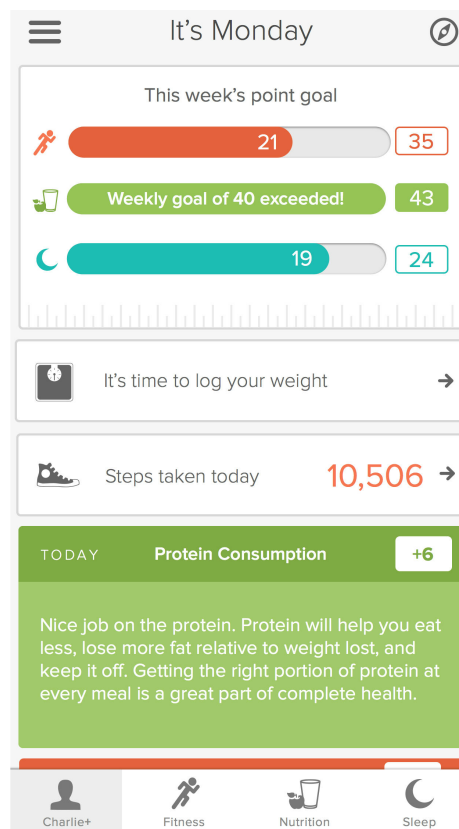 It's Monday
This week's point goal
21
35
Weekly goal of 40 exceeded!
43
19
24
It's time to log your weight
Steps taken today
10,506
TODAY
Protein Consumption
+6
Nice job on the protein. Protein will help you eat
less, lose more fat relative to weight lost, and
keep it off. Getting the right portion of protein at
every meal is a great part of complete health.
Charlie+
Fitness
Nutrition
Sleep